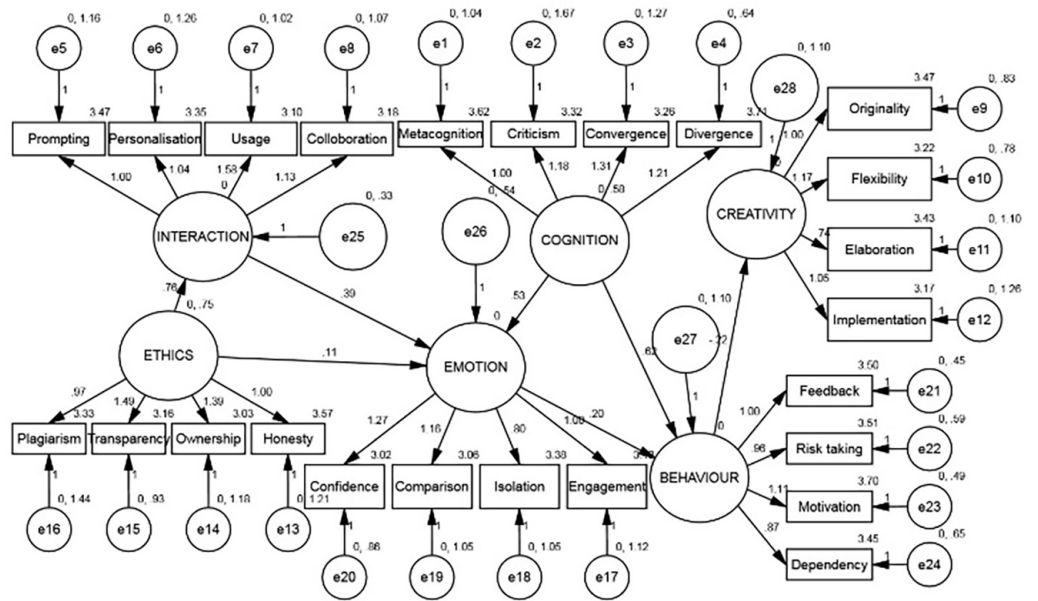 0, 1.16
0, 1.26
0, 1.02
0, 1.07
0, 1.04
0, 1.67
0, 1.27
0, .64
0, 1.10
e5
e6
e7
e8
e1
e2
e3
e4
e28
1
1
1
1
1
1
1
1
1
1.00
3.47
3.35
3.10
3.18
3.62
3.32
3.26
3.71
Prompting
Personalisation
Usage
Colloboration
Metacognition
Criticism
Convergence
Divergence
3.47
0, .83
Originality
1
e9
3.22
0, .78
1.17
Flexibility
1
e10
3.43
0, 1.10
.74
Elaboration
1
e11
3.17
0, 1.26
1.05
Implementation
1
e12
CREATIVITY
1.00
1.04
1.58
1.13
0
INTERACTION
1
0, .33
e25
1.00
1.18
1.31
1.21
0, .58
COGNITION
0, .54
e26
1
0
.39
.53
.62
0, 1.10
e27
1
-.22
.76
0, .75
ETHICS
.11
EMOTION
.97
1.49
1.39
1.00
3.33
3.16
3.03
3.57
Plagiarism
Transparency
Ownership
Honesty
1
1
1
1
0, 1.44
0, .93
0, 1.18
0, 1.21
e16
e15
e14
e13
1.27
1.16
.80
1.00
.20
3.02
3.06
3.38
Confidence
Comparison
Isolation
Engagement
1
1
1
1
0, .86
0, 1.05
0, 1.05
0, 1.12
e20
e19
e18
e17
0
BEHAVIOUR
1.00
3.50
0, .45
Feedback
1
e21
.96
3.51
0, .59
Risk taking
1
e22
1.11
3.70
0, .49
Motivation
1
e23
.87
3.45
0, .65
Dependency
1
e24